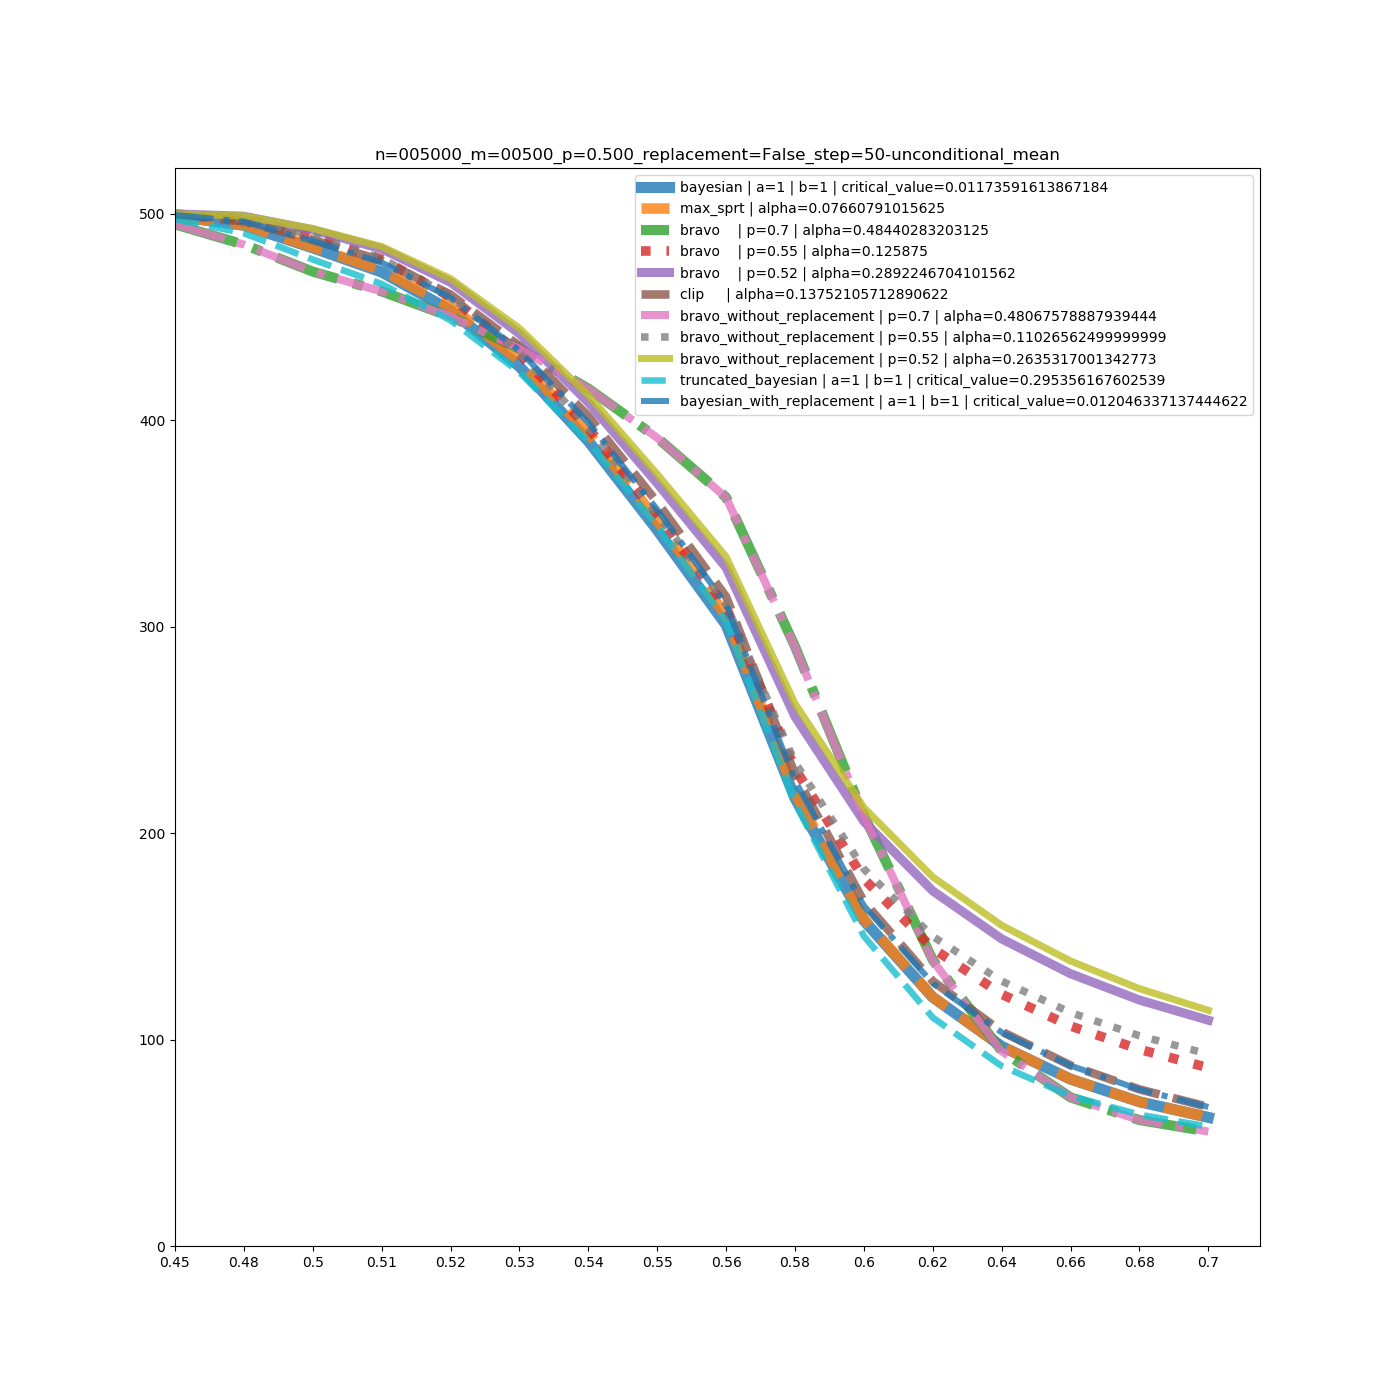 n=005000_m=00500_p=0.500_replacement=False_step=50-unconditional_mean
bayesian | a=1 | b=1 | critical_value=0.01173591613867184
max_sprt | alpha=0.07660791015625
bravo | p=0.7 | alpha=0.48440283203125
bravo | p=0.55 | alpha=0.125875
bravo | p=0.52 | alpha=0.2892246704101562
clip | alpha=0.13752105712890622
bravo_without_replacement | p=0.7 | alpha=0.48067578887939444
bravo_without_replacement | p=0.55 | alpha=0.11026562499999999
bravo_without_replacement | p=0.52 | alpha=0.2635317001342773
truncated_bayesian | a=1 | b=1 | critical_value=0.295356167602539
bayesian_with_replacement | a=1 | b=1 | critical_value=0.012046337137444622
500
400
300
200
100
0
0.45 0.48 0.5 0.51 0.52 0.53 0.54 0.55 0.56 0.58 0.6 0.62 0.64 0.66 0.68 0.7